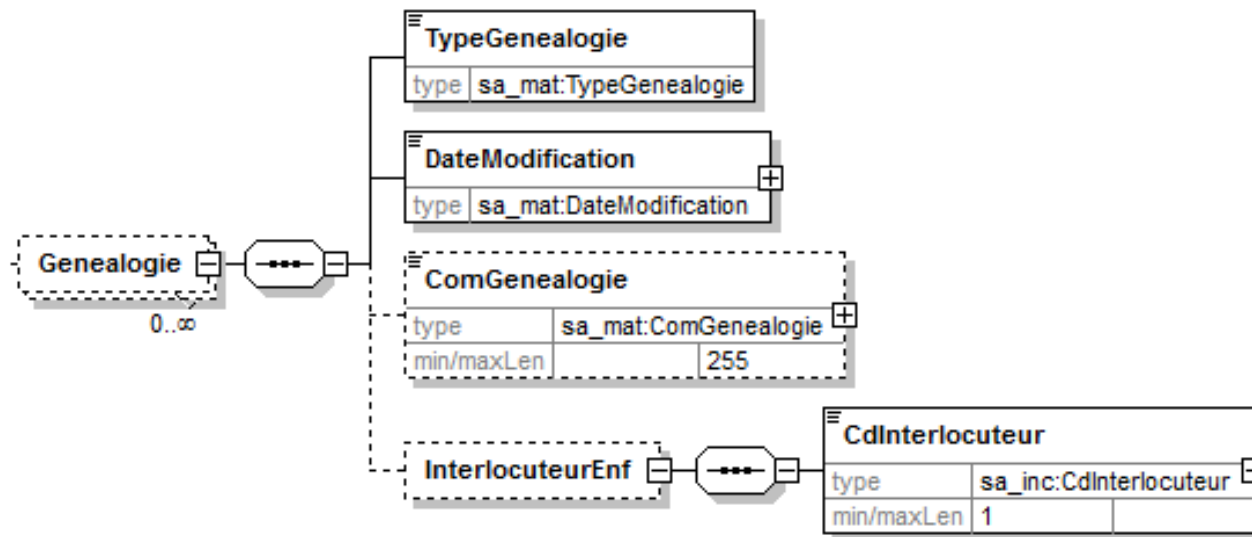 TypeGenealogie
type sa_mat:TypeGenealogie
DateModification
type sa_mat:DateModification
Genealogie
0..∞
ComGenealogie
type sa_mat:ComGenealogie
min/maxLen 255
InterlocuteurEnf
CdInterlocuteur
type sa_inc:CdInterlocuteur
min/maxLen 1